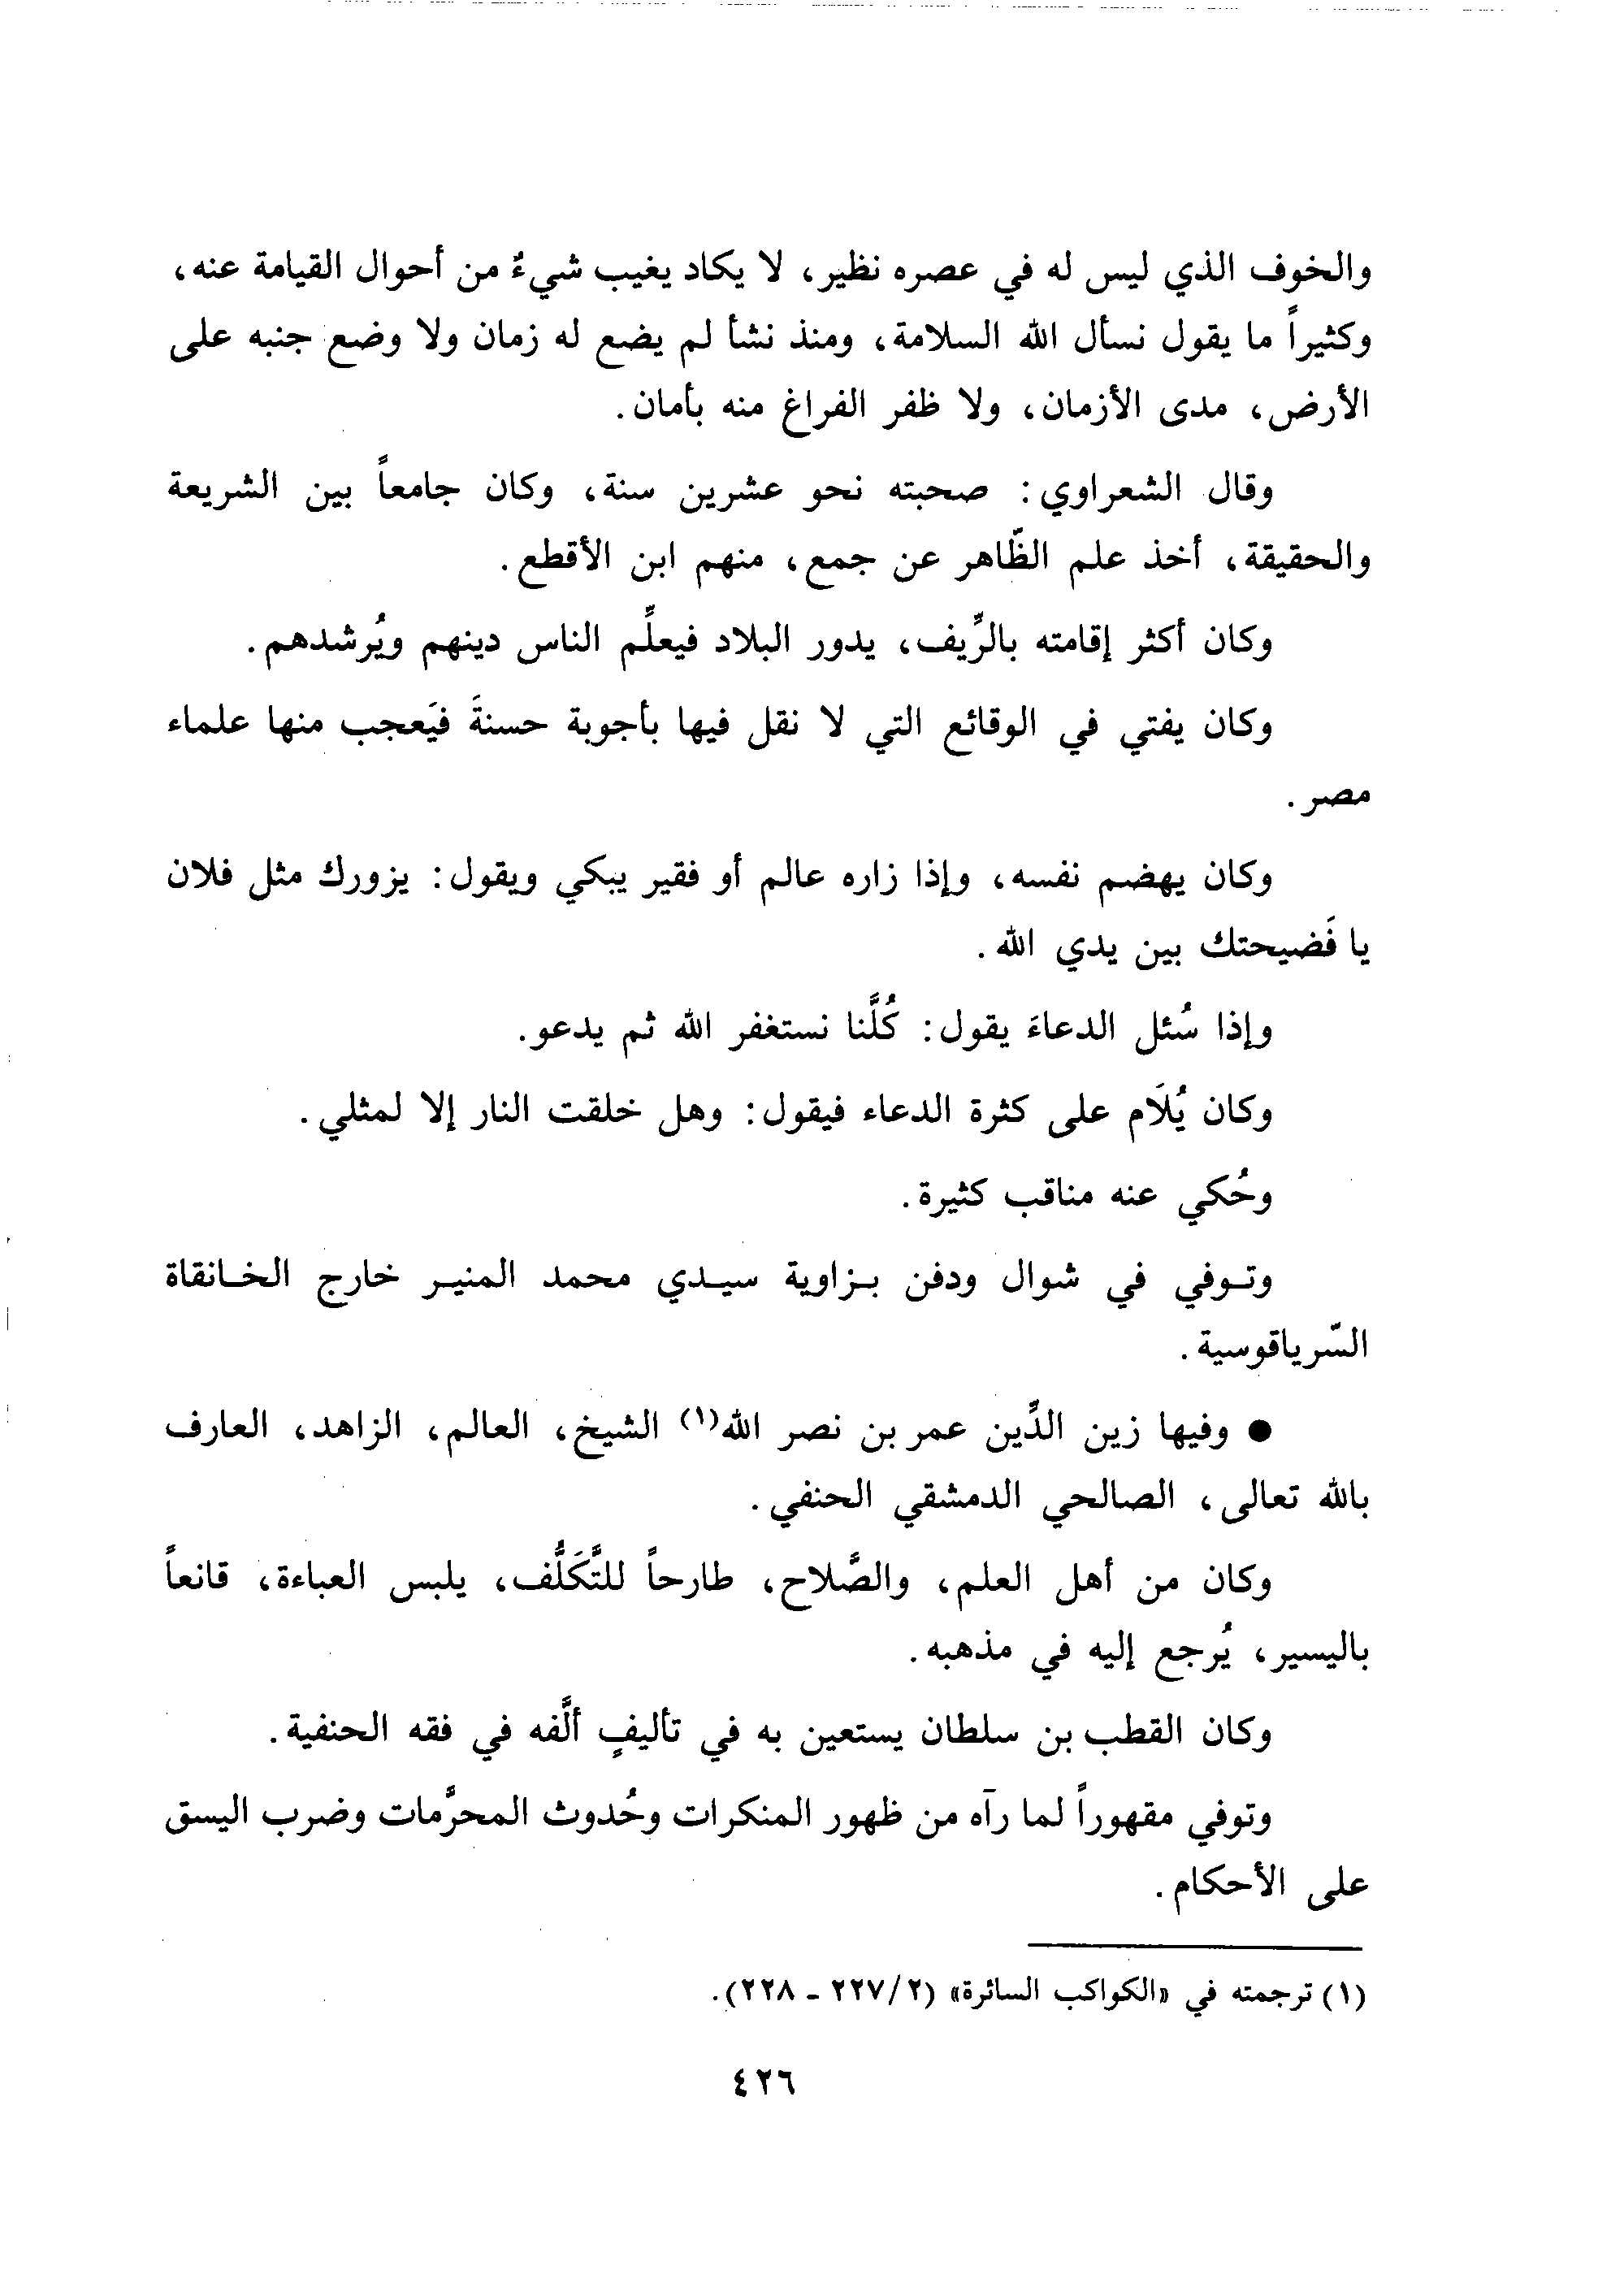 والخوف الذي ليس له في عصره نظير، لا يكاد يغيب شيءٌ من أحوال القيامة عنه،
وكثيراً ما يقول نسأل الله السلامة، ومنذ نشأ لم يضع له زمان ولا وضع جنبه على
الأرض، مدى الأزمان، ولا ظفر الفراغ منه بأمان.
وقال الشعراوي: صحبته نحو عشرين سنة، وكان جامعاً بين الشريعة
والحقيقة، أخذ علم الظّاهر عن جمع، منهم ابن الأقطع.
وكان أكثر إقامته بالرِّيف، يدور البلاد فيعلِّم الناس دينهم ويُرشدهم.
وكان يفتي في الوقائع التي لا نقل فيها بأجوبة حسنةَ فيَعجب منها علماء
مصر.
وكان يهضم نفسه، وإذا زاره عالم أو فقير يبكي ويقول: يزورك مثل فلان
يا فَضيحتك بين يدي الله.
وإذا سُئل الدعاءَ يقول: كُلَّنا نستغفر الله ثم يدعو.
وكان يُلَام على كثرة الدعاء فيقول: وهل خلقت النار إلا لمثلي.
وحُكي عنه مناقب كثيرة.
وتـوفي في شوال ودفن بـزاوية سيـدي محمد المنيـر خارج الخـانقاة
السّرياقوسية.
● وفيها زين الدِّين عمر بن نصر الله(١) الشيخ، العالم، الزاهد، العارف
بالله تعالى، الصالحي الدمشقي الحنفي.
وكان من أهل العلم، والصَّلاح، طارحاً للتَّكَلُّف، يلبس العباءة، قانعاً
باليسير، يُرجع إليه في مذهبه.
وكان القطب بن سلطان يستعين به في تأليفٍ ألَّفه في فقه الحنفية.
وتوفي مقهوراً لما رآه من ظهور المنكرات وحُدوث المحرَّمات وضرب اليسق
على الأحكام.
(١) ترجمته في «الكواكب السائرة» (٢/ ٢٢٧ - ٢٢٨).
٤٢٦